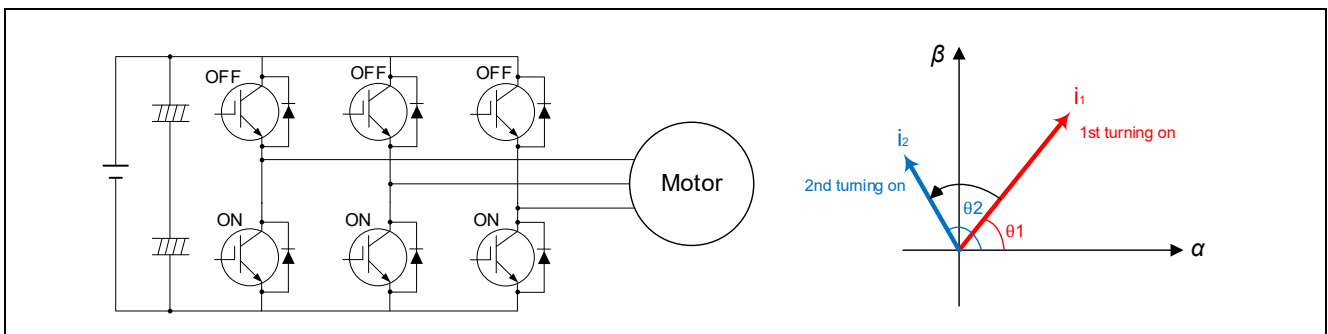 OFF
OFF
OFF
ON
ON
ON
Motor
β
i₁
1st turning on
i₂
2nd turning on
θ2
θ1
α